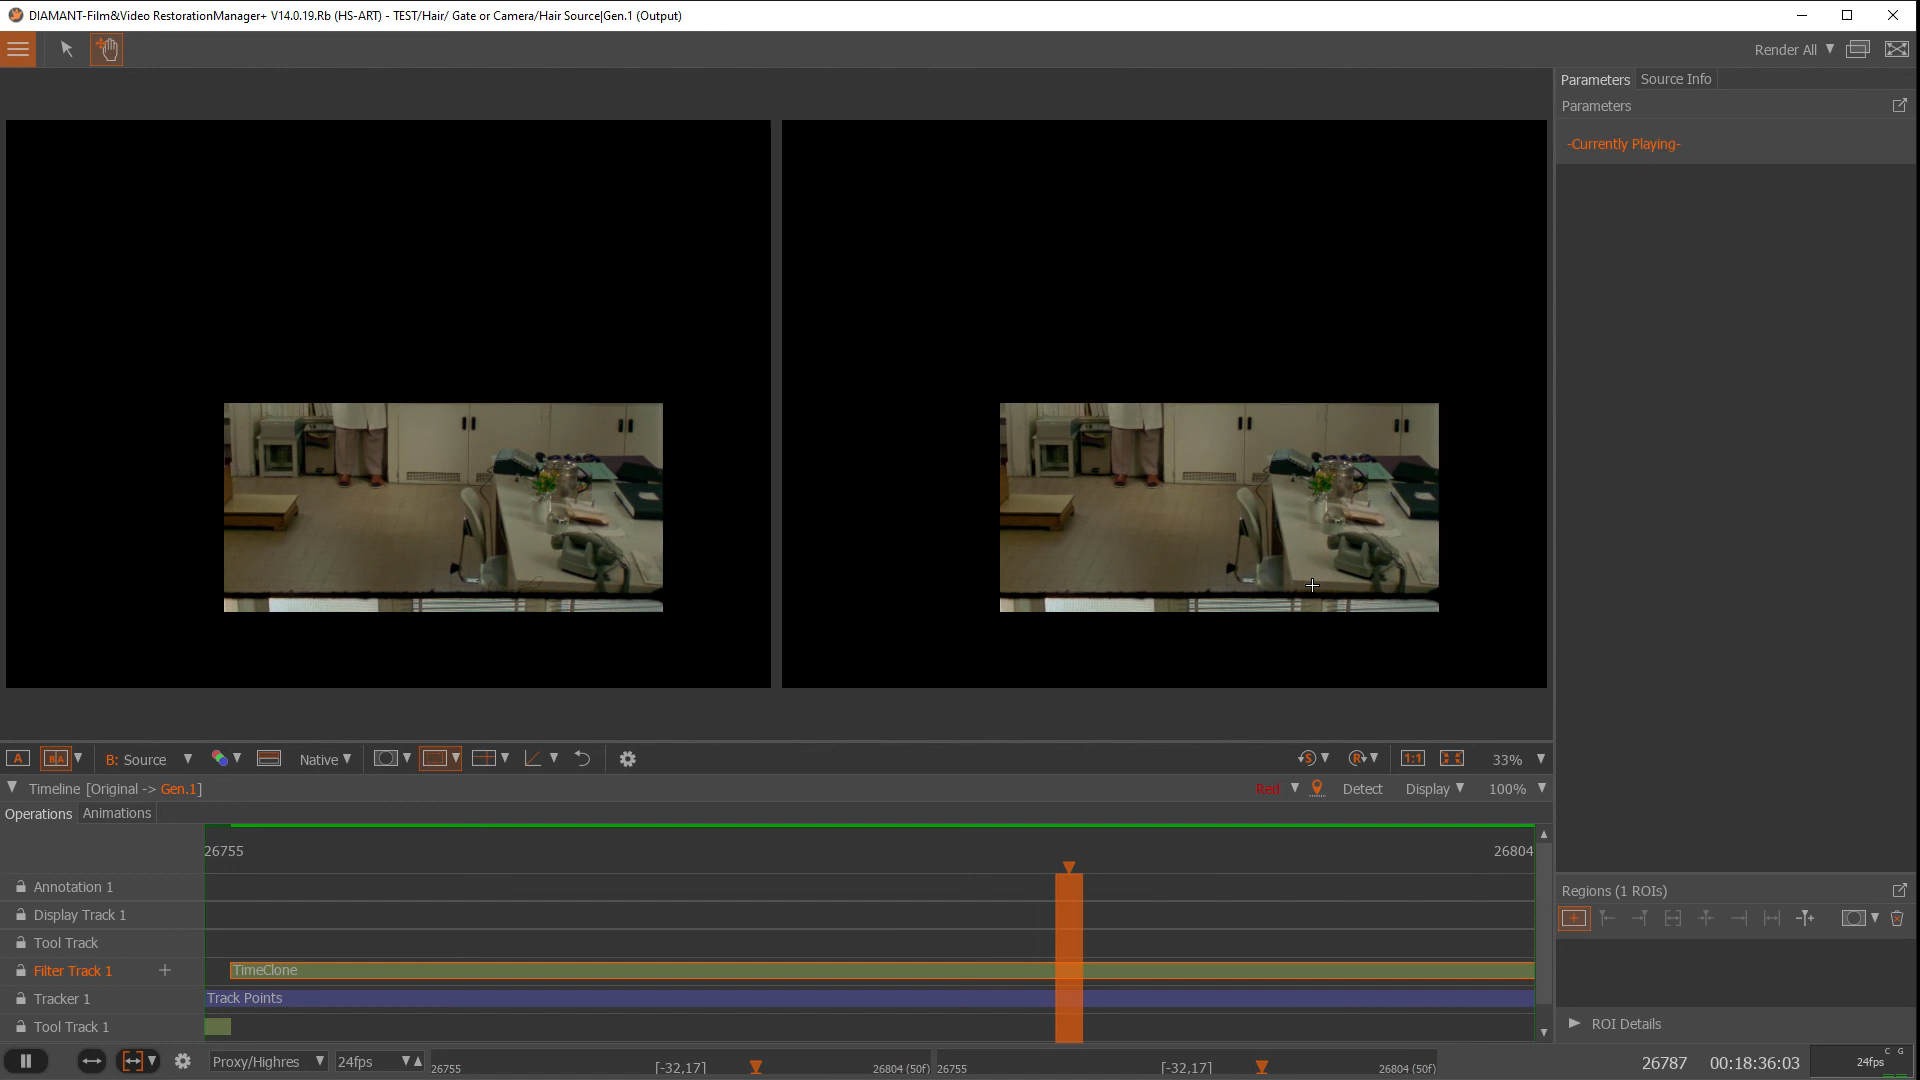 DIAMANT-Film&Video RestorationManager+ V14.0.19.Rb (HS-ART) - TEST/Hair/ Gate or Camera/Hair Source|Gen.1 (Output)
Render All
Parameters Source Info
Parameters
-Currently Playing-
A B|A B: Source Native S R 1:1 33%
Timeline [Original -> Gen.1] Red Detect Display 100%
Operations Animations
26755 26804
Annotation 1
Display Track 1
Tool Track
Filter Track 1 TimeClone
Tracker 1 Track Points
Tool Track 1
Regions (1 ROIs)
ROI Details
Proxy/Highres 24fps 26755 [-32,17] 26804 (50f) 26755 [-32,17] 26804 (50f) 26787 00:18:36:03 24fps C G